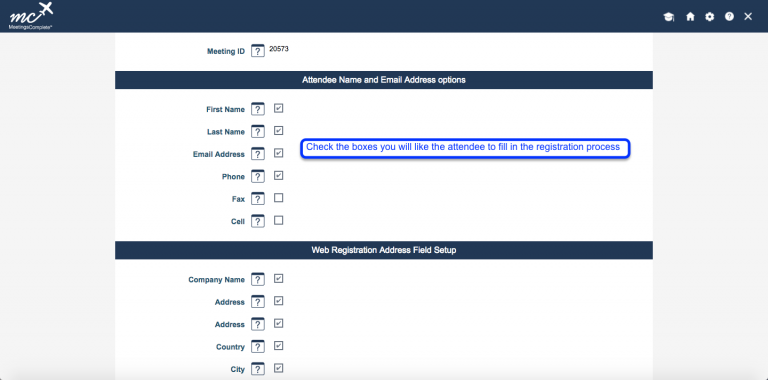 mc
MeetingsComplete®
Meeting ID ? 20573
Attendee Name and Email Address options
First Name ?
Last Name ?
Email Address ?
Check the boxes you will like the attendee to fill in the registration process
Phone ?
Fax ?
Cell ?
Web Registration Address Field Setup
Company Name ?
Address ?
Address ?
Country ?
City ?